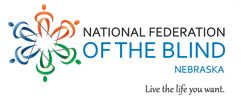 NATIONAL FEDERATION
OF THE BLIND
NEBRASKA
Live the life you want.